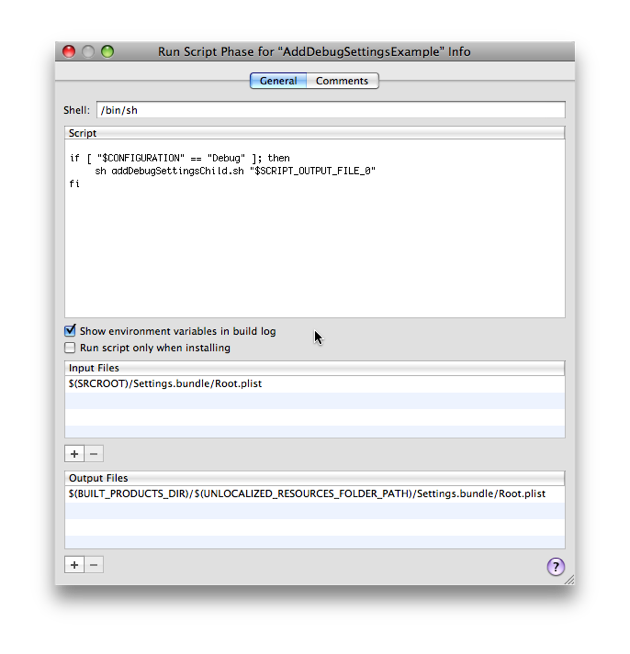 Run Script Phase for "AddDebugSettingsExample" Info
General Comments
Shell: /bin/sh
Script
if [ "$CONFIGURATION" == "Debug" ]; then
sh addDebugSettingsChild.sh "$SCRIPT_OUTPUT_FILE_0"
fi
Show environment variables in build log
Run script only when installing
Input Files
$(SRCROOT)/Settings.bundle/Root.plist
+ −
Output Files
$(BUILT_PRODUCTS_DIR)/$(UNLOCALIZED_RESOURCES_FOLDER_PATH)/Settings.bundle/Root.plist
+ − ?